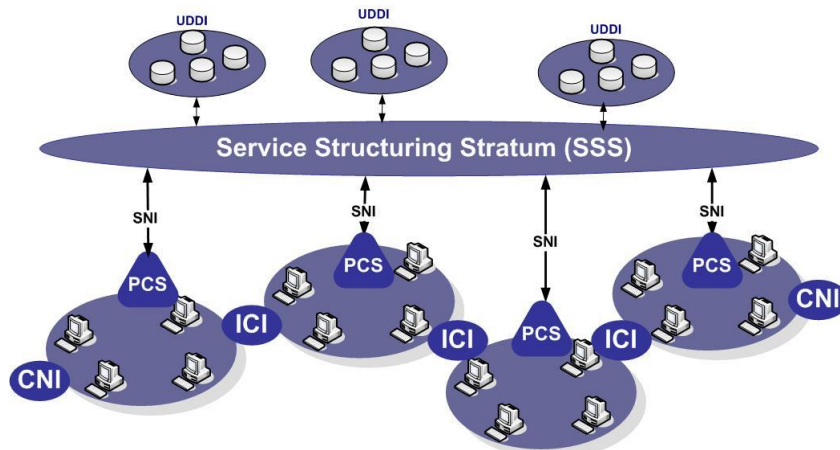 UDDI
UDDI
UDDI
Service Structuring Stratum (SSS)
SNI
SNI
SNI
SNI
PCS
PCS
PCS
PCS
ICI
ICI
ICI
CNI
CNI